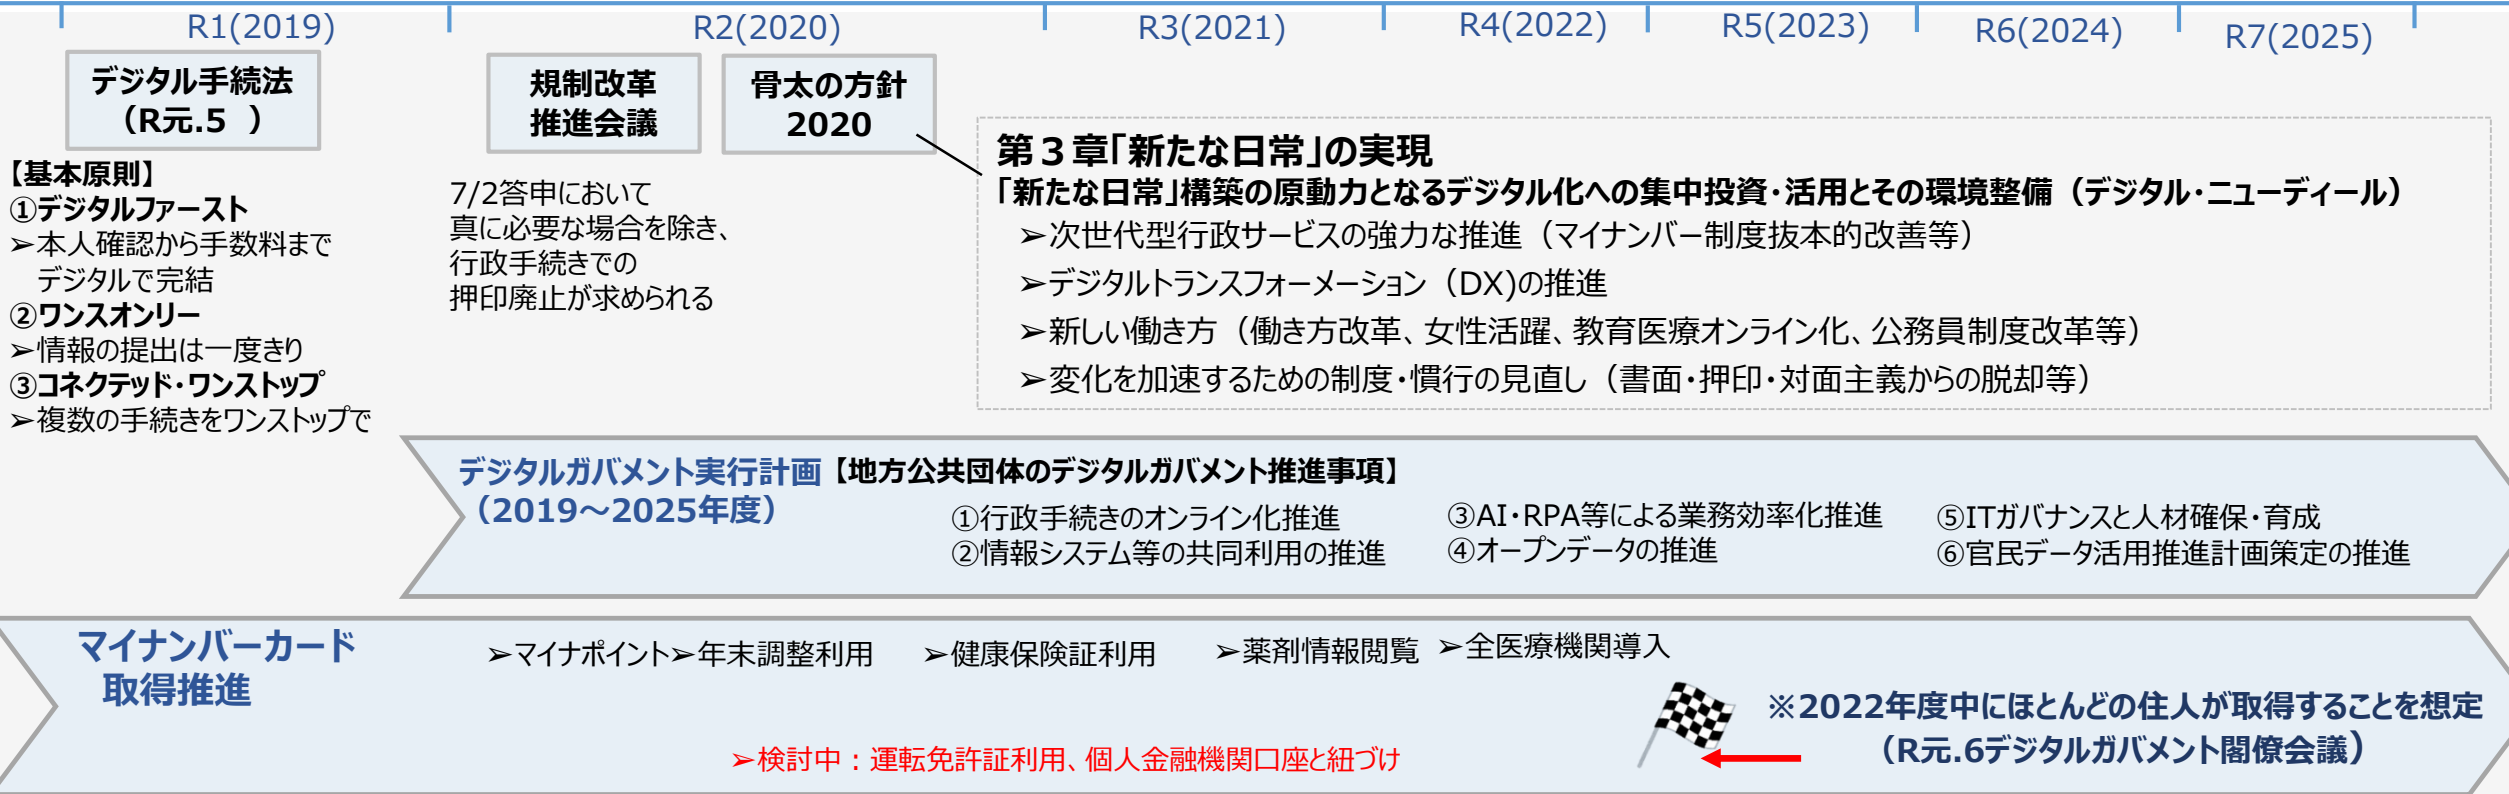 R1(2019)
R2(2020)
R3(2021)
R4(2022)
R5(2023)
R6(2024)
R7(2025)
デジタル手続法
（R元.5 ）
【基本原則】
①デジタルファースト
➢本人確認から手数料まで
デジタルで完結
②ワンスオンリー
➢情報の提出は一度きり
③コネクテッド・ワンストップ
➢複数の手続きをワンストップで
規制改革
推進会議
7/2答申において
真に必要な場合を除き、
行政手続きでの
押印廃止が求められる
骨太の方針
2020
第３章「新たな日常」の実現
「新たな日常」構築の原動力となるデジタル化への集中投資・活用とその環境整備（デジタル・ニューディール）
➢次世代型行政サービスの強力な推進（マイナンバー制度抜本的改善等）
➢デジタルトランスフォーメーション（DX)の推進
➢新しい働き方（働き方改革、女性活躍、教育医療オンライン化、公務員制度改革等）
➢変化を加速するための制度・慣行の見直し（書面・押印・対面主義からの脱却等）
デジタルガバメント実行計画【地方公共団体のデジタルガバメント推進事項】
（2019～2025年度）
①行政手続きのオンライン化推進
②情報システム等の共同利用の推進
③AI・RPA等による業務効率化推進
④オープンデータの推進
⑤ITガバナンスと人材確保・育成
⑥官民データ活用推進計画策定の推進
マイナンバーカード
取得推進
➢マイナポイント➢年末調整利用
➢健康保険証利用
➢薬剤情報閲覧
➢全医療機関導入
➢検討中：運転免許証利用、個人金融機関口座と紐づけ
※2022年度中にほとんどの住人が取得することを想定
（R元.6デジタルガバメント閣僚会議）